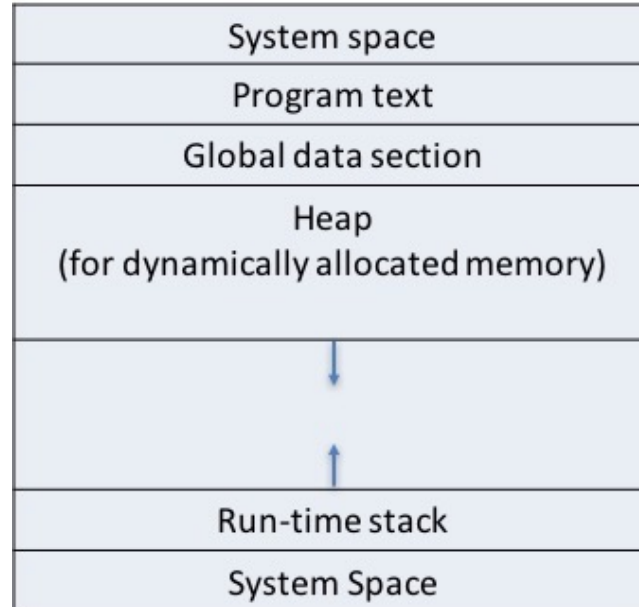 System space
Program text
Global data section
Heap
(for dynamically allocated memory)
Run-time stack
System Space